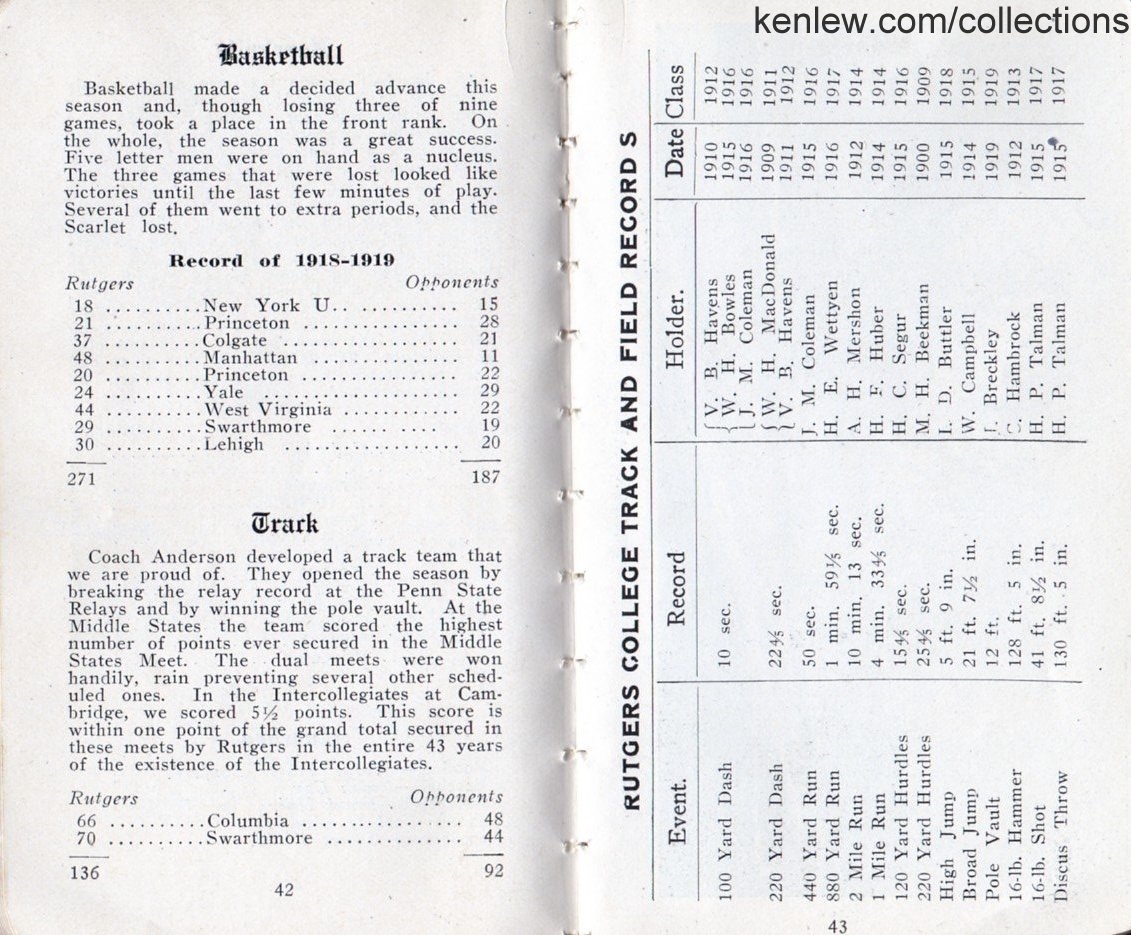 kenlew.com/collections
Basketball
Basketball made a decided advance this
season and, though losing three of nine
games, took a place in the front rank. On
the whole, the season was a great success.
Five letter men were on hand as a nucleus.
The three games that were lost looked like
victories until the last few minutes of play.
Several of them went to extra periods, and the
Scarlet lost.
Record of 1918-1919
Rutgers Opponents
18 ..........New York U.. ........... 15
21 ..........Princeton ................ 28
37 ..........Colgate .................. 21
48 ..........Manhattan ............... 11
20 ..........Princeton ................ 22
24 ..........Yale .................... 29
44 ..........West Virginia ............ 22
29 ..........Swarthmore ...... .... 19
30 ..........Lehigh .................. 20
271 187
Track
Coach Anderson developed a track team that
we are proud of. They opened the season by
breaking the relay record at the Penn State
Relays and by winning the pole vault. At the
Middle States the team scored the highest
number of points ever secured in the Middle
States Meet. The dual meets were won
handily, rain preventing several other sched-
uled ones. In the Intercollegiates at Cam-
bridge, we scored 5½ points. This score is
within one point of the grand total secured in
these meets by Rutgers in the entire 43 years
of the existence of the Intercollegiates.
Rutgers Opponents
66 ..........Columbia ................. 48
70 ..........Swarthmore .............. 44
136 92
42
RUTGERS COLLEGE TRACK AND FIELD RECORD S
Event. Record Holder. Date Class
100 Yard Dash 10 sec. V. B. Havens 1910 1912
W. H. Bowles 1915 1916
J. M. Coleman 1916 1916
220 Yard Dash 22⅘ sec. W. H. MacDonald 1909 1911
V. B. Havens 1911 1912
440 Yard Run 50 sec. J. M. Coleman 1915 1916
880 Yard Run 1 min. 59⅕ sec. H. E. Wettyen 1916 1917
2 Mile Run 10 min. 13 sec. A. H. Mershon 1912 1914
1 Mile Run 4 min. 33⅘ sec. H. F. Huber 1914 1914
120 Yard Hurdles 15⅘ sec. H. C. Segur 1915 1916
220 Yard Hurdles 25⅘ sec. M. H. Beekman 1900 1909
High Jump 5 ft. 9 in. I. D. Buttler 1915 1918
Broad Jump 21 ft. 7½ in. W. Campbell 1914 1915
Pole Vault 12 ft. J. Breckley 1919 1919
16-lb. Hammer 128 ft. 5 in. C. Hambrock 1912 1913
16-lb. Shot 41 ft. 8½ in. H. P. Talman 1915 1917
Discus Throw 130 ft. 5 in. H. P. Talman 1915 1917
43